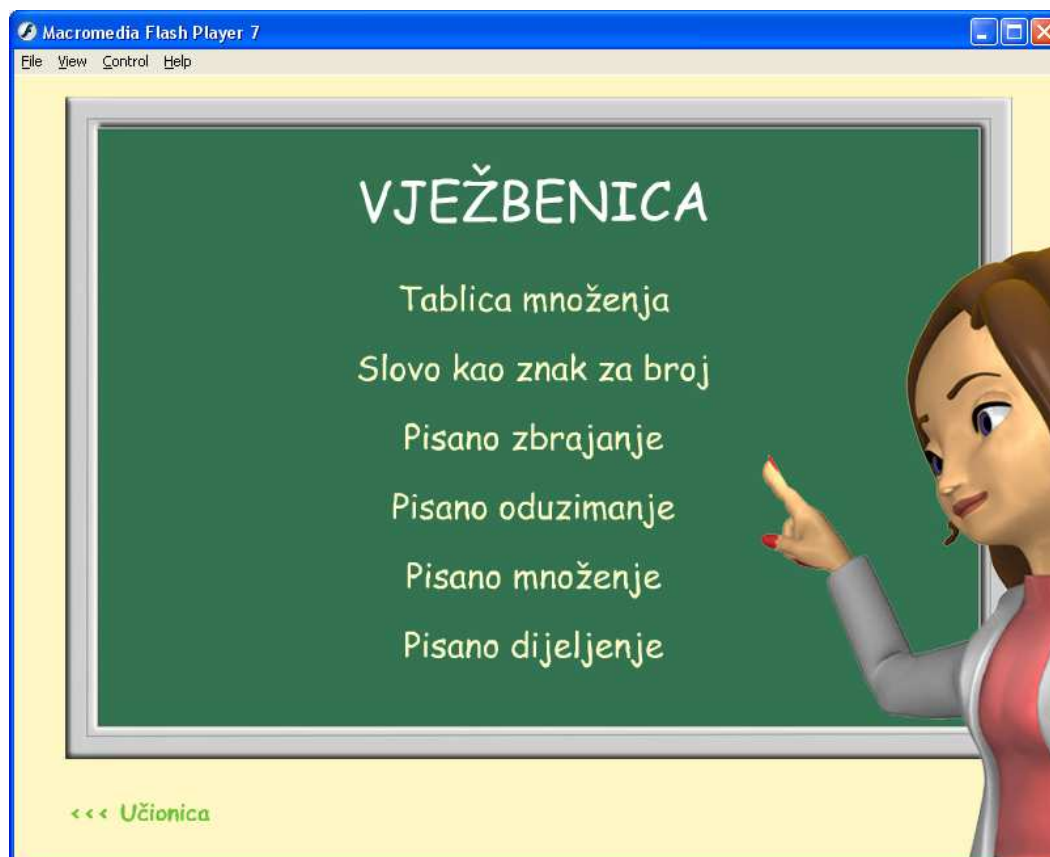 Macromedia Flash Player 7
File View Control Help
VJEŽBENICA
Tablica množenja
Slovo kao znak za broj
Pisano zbrajanje
Pisano oduzimanje
Pisano množenje
Pisano dijeljenje
<<< Učionica